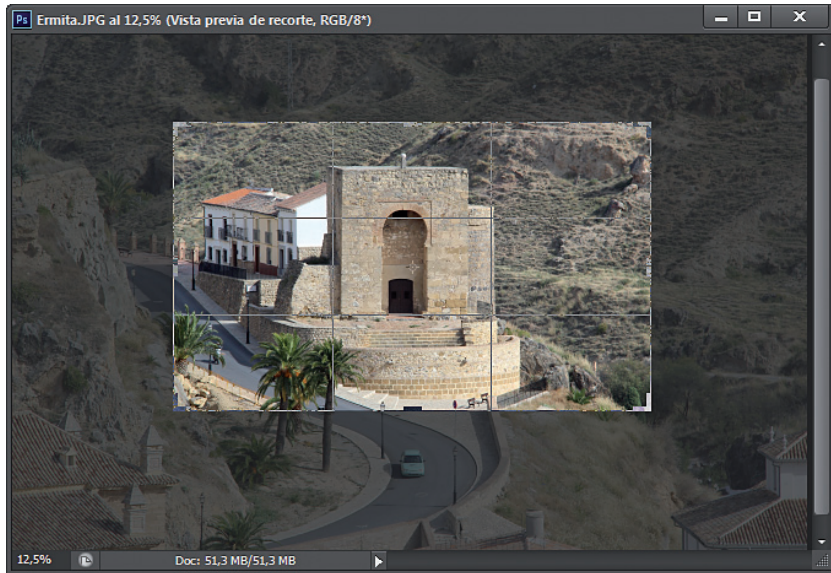 Ps Ermita.JPG al 12,5% (Vista previa de recorte, RGB/8*)
12,5% Doc: 51,3 MB/51,3 MB